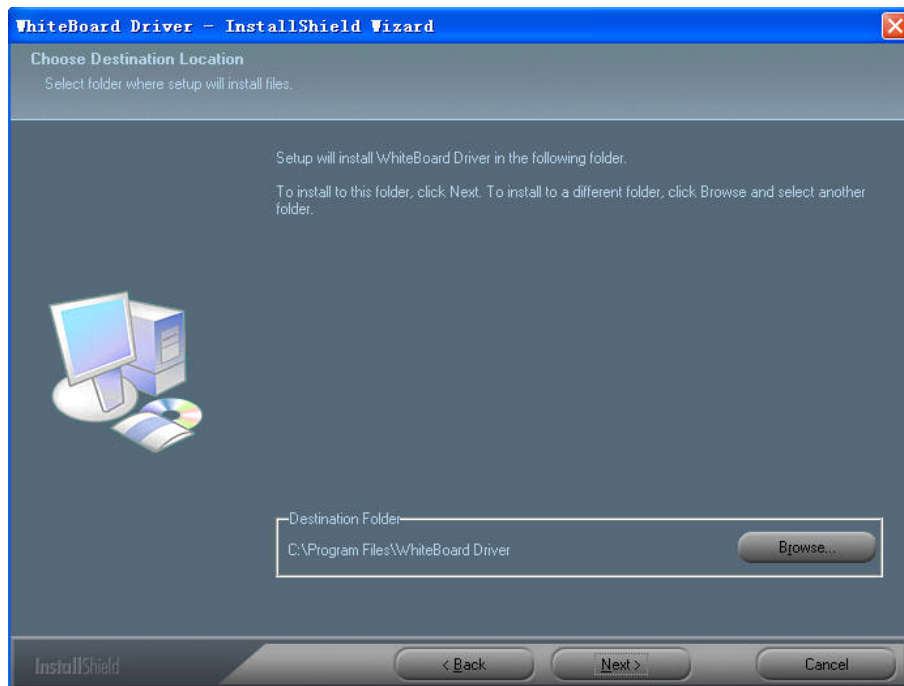 WhiteBoard Driver - InstallShield Wizard
Choose Destination Location
Select folder where setup will install files.
Setup will install WhiteBoard Driver in the following folder.
To install to this folder, click Next. To install to a different folder, click Browse and select another
folder.
Destination Folder
C:\Program Files\WhiteBoard Driver
Browse...
InstallShield
< Back
Next >
Cancel